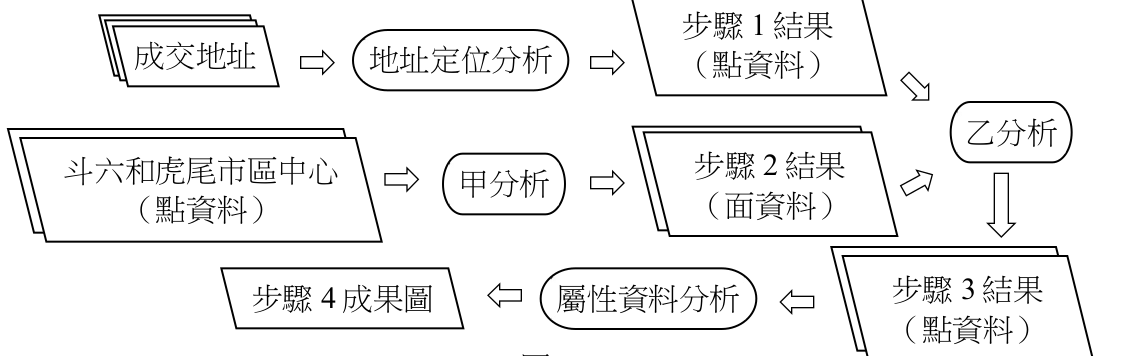 成交地址
地址定位分析
步驟 1 結果
（點資料）
斗六和虎尾市區中心
（點資料）
甲分析
步驟 2 結果
（面資料）
乙分析
步驟 3 結果
（點資料）
屬性資料分析
步驟 4 成果圖